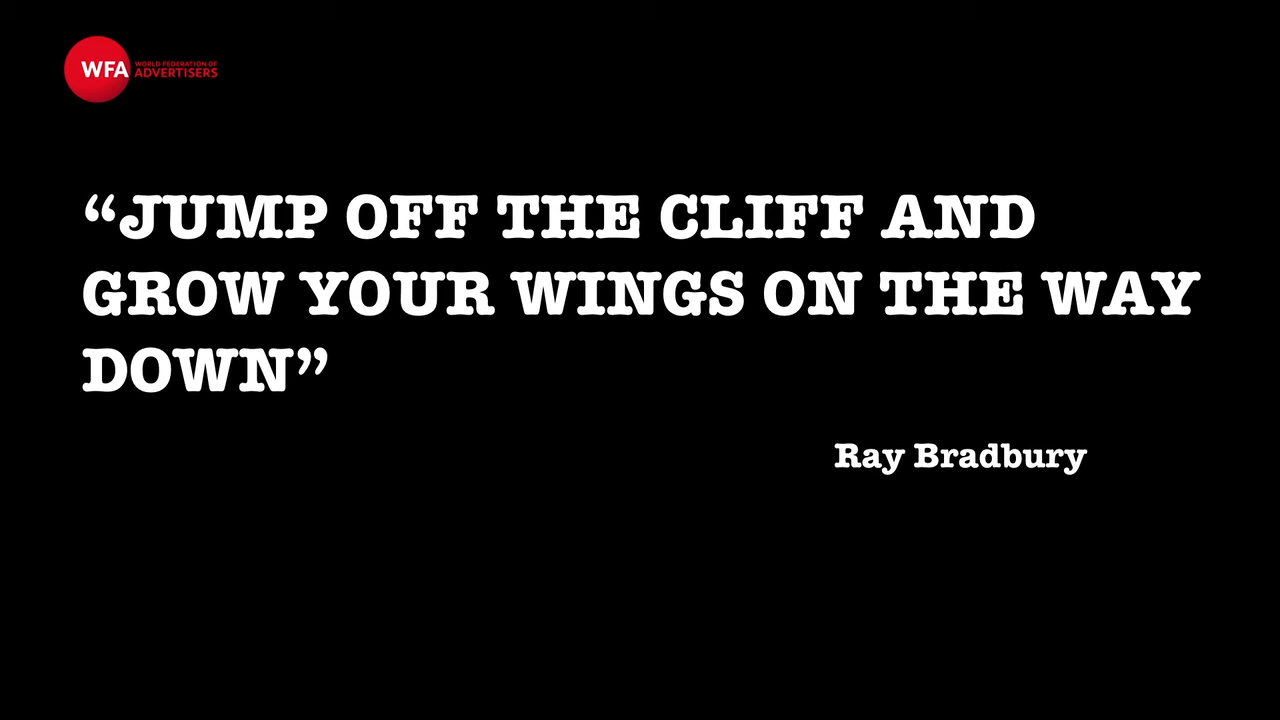 WFA WORLD FEDERATION OF
ADVERTISERS
“JUMP OFF THE CLIFF AND
GROW YOUR WINGS ON THE WAY
DOWN”
Ray Bradbury